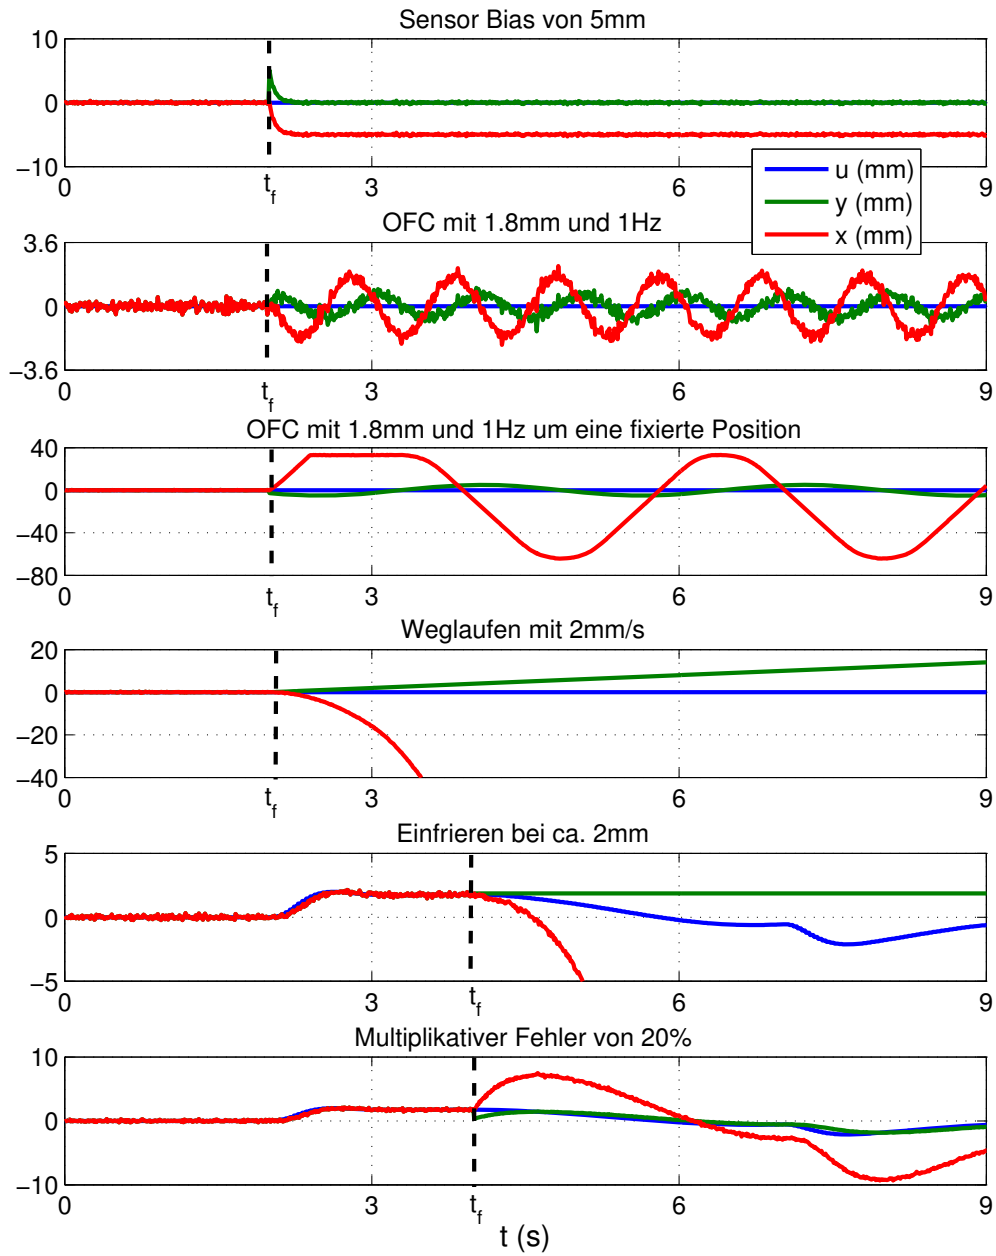 Sensor Bias von 5mm
10
0
−10
0 t_f 3 6 9
u (mm)
y (mm)
x (mm)
OFC mit 1.8mm und 1Hz
3.6
0
−3.6
0 t_f 3 6 9
OFC mit 1.8mm und 1Hz um eine fixierte Position
40
0
−40
−80
0 t_f 3 6 9
Weglaufen mit 2mm/s
20
0
−20
−40
0 t_f 3 6 9
Einfrieren bei ca. 2mm
5
0
−5
0 3 t_f 6 9
Multiplikativer Fehler von 20%
10
0
−10
0 3 t_f 6 9
t (s)